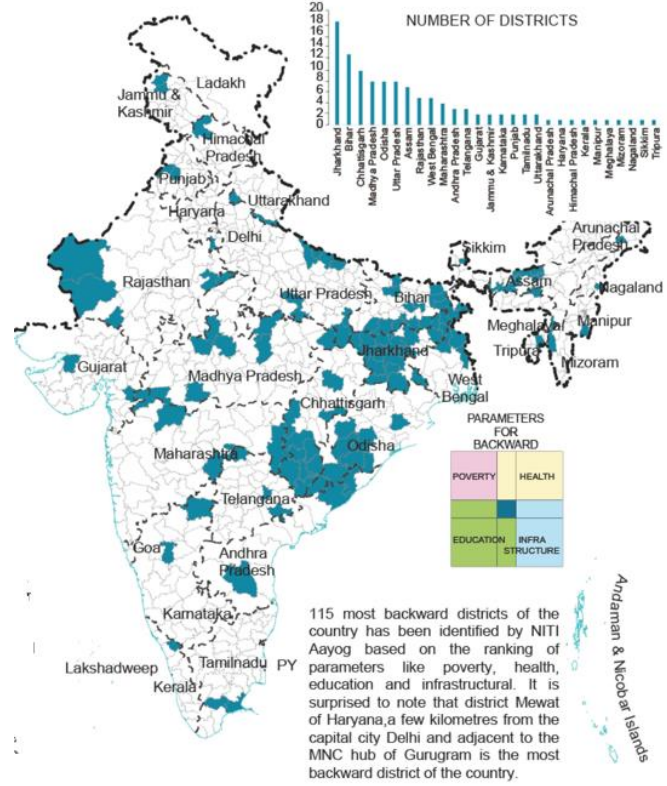 NUMBER OF DISTRICTS
20
18
16
14
12
10
8
6
4
2
0
Jharkhand
Bihar
Chhattisgarh
Madhya Pradesh
Odisha
Uttar Pradesh
Assam
Rajasthan
West Bengal
Maharashtra
Andhra Pradesh
Telangana
Gujarat
Jammu & Kashmir
Karnataka
Punjab
Tamilnadu
Uttarakhand
Arunachal Pradesh
Haryana
Himachal Pradesh
Kerala
Manipur
Meghalaya
Mizoram
Nagaland
Sikkim
Tripura
Ladakh
Jammu &
Kashmir
Himachal
Pradesh
Punjab
Uttarakhand
Haryana
Delhi
Rajasthan
Uttar Pradesh
Bihar
Sikkim
Arunachal
Pradesh
Assam
Nagaland
Meghalaya
Manipur
Tripura
Mizoram
Gujarat
Madhya Pradesh
Jharkhand
West
Bengal
Chhattisgarh
Odisha
Maharashtra
Telangana
Goa
Andhra
Pradesh
Karnataka
Lakshadweep
Tamilnadu
PY
Kerala
Andaman & Nicobar Islands
PARAMETERS
FOR
BACKWARD
POVERTY
HEALTH
EDUCATION
INFRA
STRUCTURE
115 most backward districts of the
country has been identified by NITI
Aayog based on the ranking of
parameters like poverty, health,
education and infrastructural. It is
surprised to note that district Mewat
of Haryana,a few kilometres from the
capital city Delhi and adjacent to the
MNC hub of Gurugram is the most
backward district of the country.